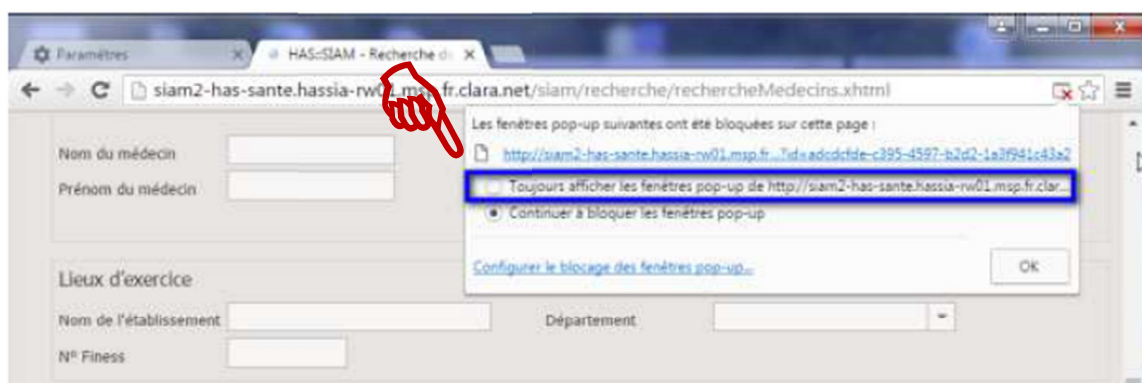 Paramètres
HAS::SIAM - Recherche d
siam2-has-sante.hassia-rw01.msp.fr.clara.net/siam/recherche/rechercheMedecins.xhtml
Les fenêtres pop-up suivantes ont été bloquées sur cette page :
http://siam2-has-sante.hassia-rw01.msp.fr...?id=adcdcfde-c395-4597-b2d2-1a3f941c43a2
Toujours afficher les fenêtres pop-up de http://siam2-has-sante.hassia-rw01.msp.fr.clar...
Continuer à bloquer les fenêtres pop-up
Configurer le blocage des fenêtres pop-up...
OK
Nom du médecin
Prénom du médecin
Lieux d'exercice
Nom de l'établissement
Département
Nº Finess